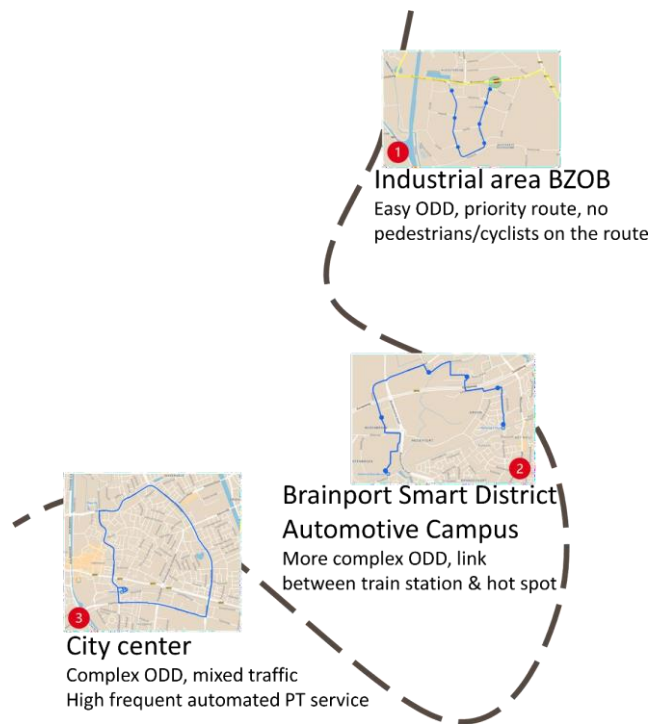 1
Industrial area BZOB
Easy ODD, priority route, no
pedestrians/cyclists on the route
2
Brainport Smart District
Automotive Campus
More complex ODD, link
between train station & hot spot
3
City center
Complex ODD, mixed traffic
High frequent automated PT service